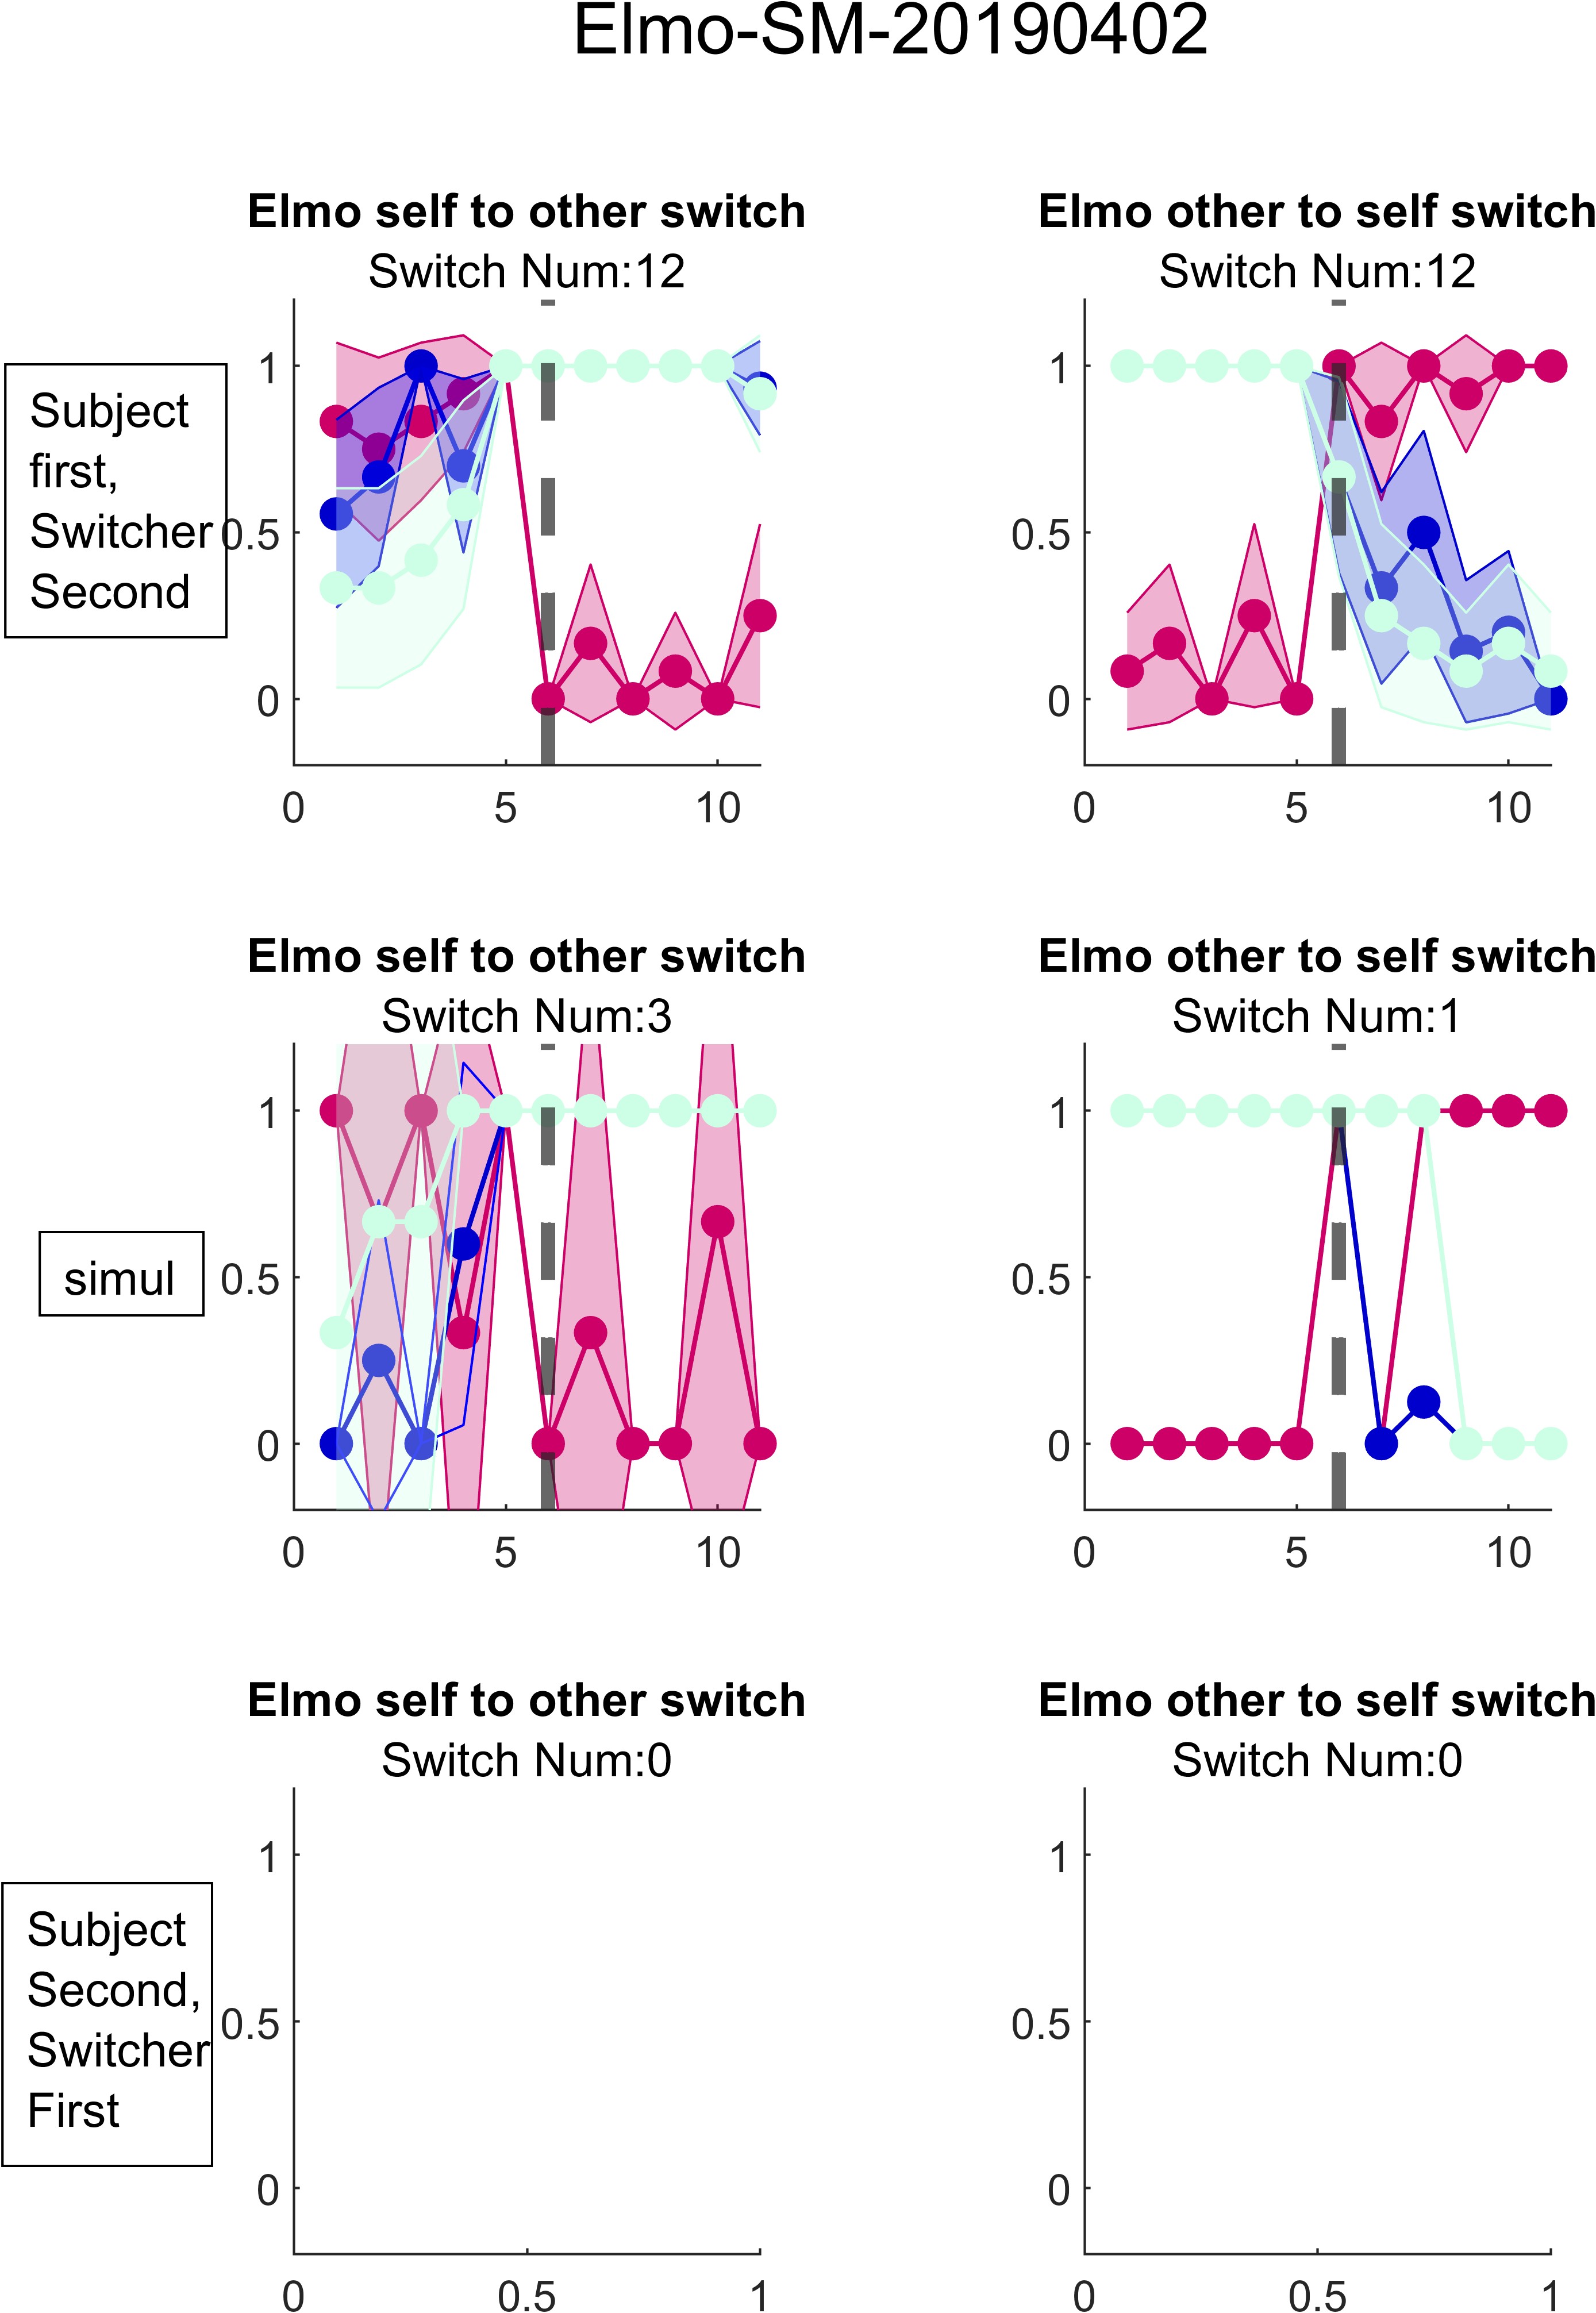 Elmo-SM-20190402
Elmo self to other switch
Switch Num:12
Elmo other to self switch
Switch Num:12
Subject
first,
Switcher
Second
1
0.5
0
0
5
10
1
0.5
0
0
5
10
Elmo self to other switch
Switch Num:3
Elmo other to self switch
Switch Num:1
simul
1
0.5
0
0
5
10
1
0.5
0
0
5
10
Elmo self to other switch
Switch Num:0
Elmo other to self switch
Switch Num:0
Subject
Second,
Switcher
First
1
0.5
0
0
0.5
1
1
0.5
0
0
0.5
1